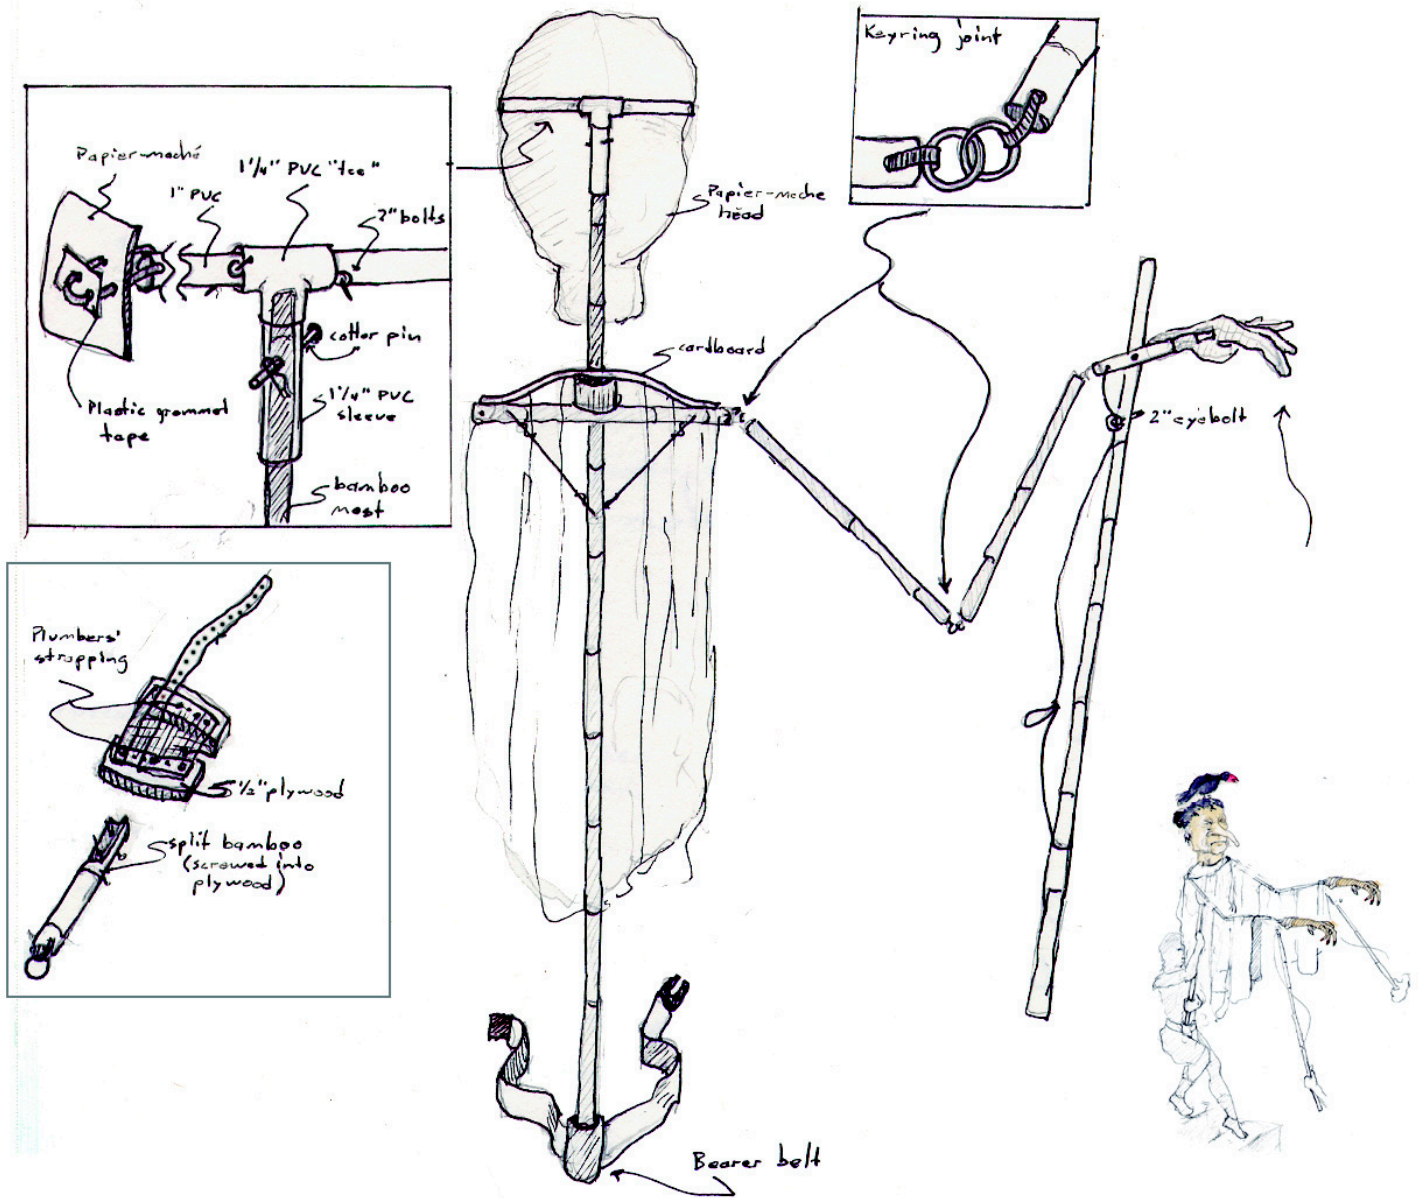 Keyring joint
Papier-maché
1 1/4" PVC "tee"
1" PVC
2" bolts
cotter pin
1 1/4" PVC
sleeve
Plastic grommet
tape
bamboo
mast
Papier-mache
head
cardboard
2" eyebolt
Plumbers'
strapping
1/2" plywood
split bamboo
(screwed into
plywood)
Bearer belt